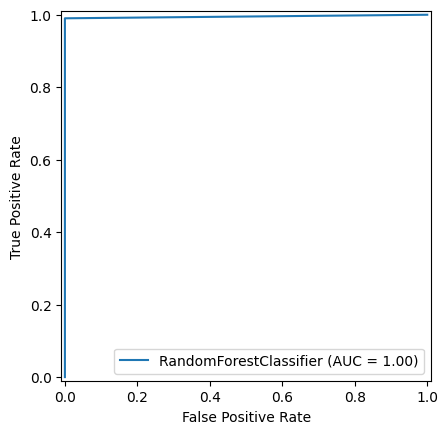 1.0
0.8
0.6
0.4
0.2
0.0
True Positive Rate
RandomForestClassifier (AUC = 1.00)
0.0 0.2 0.4 0.6 0.8 1.0
False Positive Rate